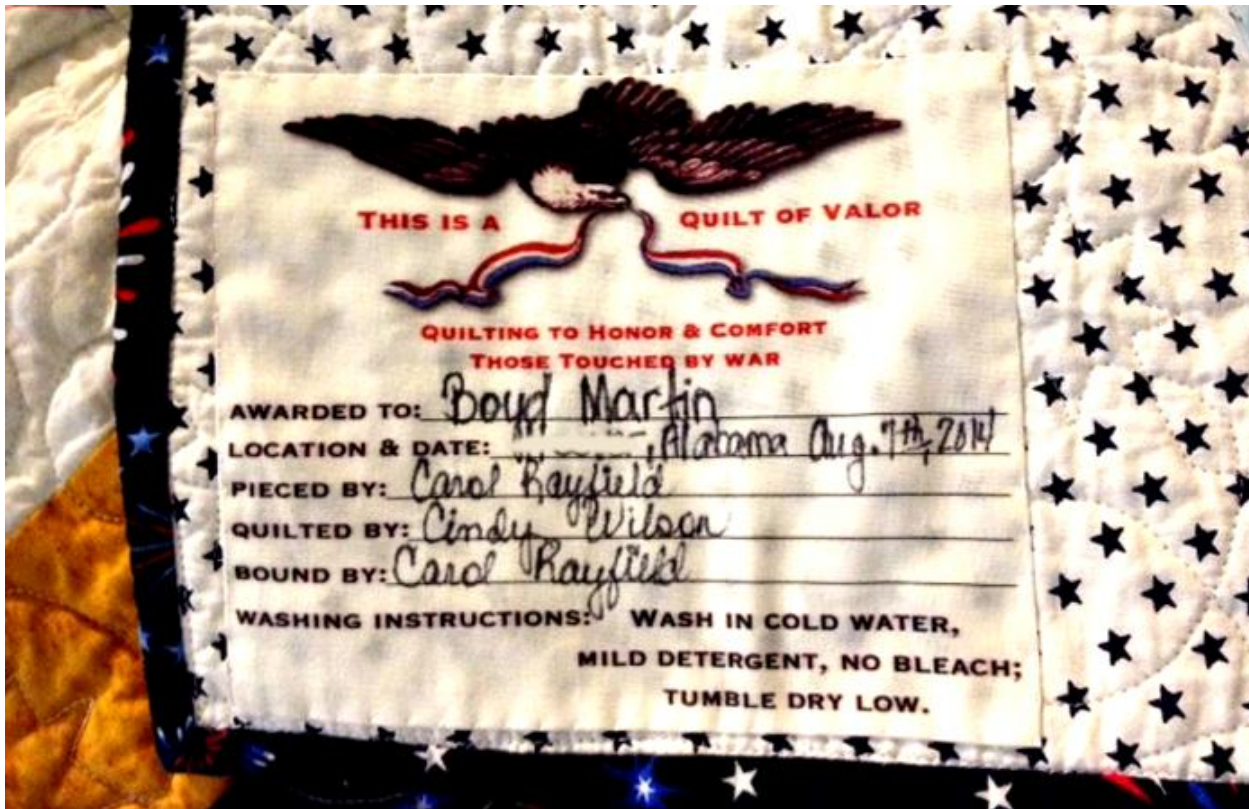 THIS IS A QUILT OF VALOR
QUILTING TO HONOR & COMFORT
THOSE TOUCHED BY WAR
AWARDED TO: Boyd Martin
LOCATION & DATE: , Alabama Aug. 7th, 2014
PIECED BY: Carol Rayfield
QUILTED BY: Cindy Wilson
BOUND BY: Carol Rayfield
WASHING INSTRUCTIONS: WASH IN COLD WATER,
MILD DETERGENT, NO BLEACH;
TUMBLE DRY LOW.